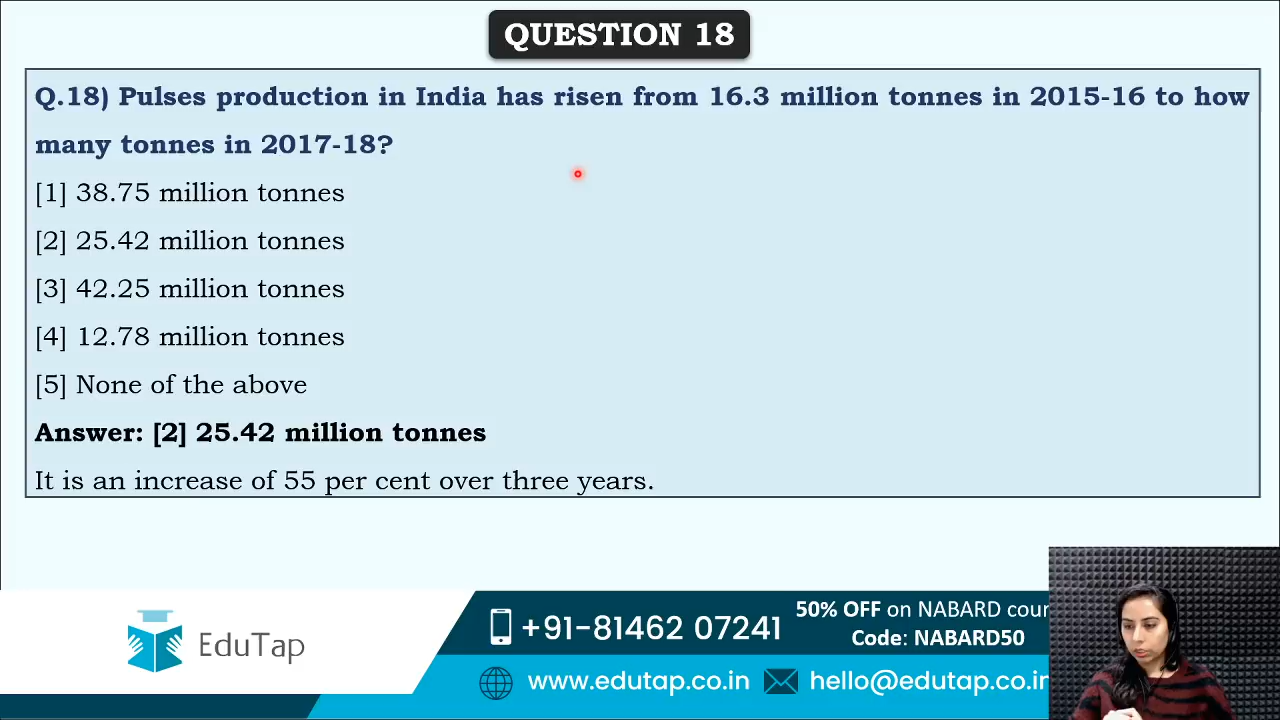 QUESTION 18
Q.18) Pulses production in India has risen from 16.3 million tonnes in 2015-16 to how
many tonnes in 2017-18?
[1] 38.75 million tonnes
[2] 25.42 million tonnes
[3] 42.25 million tonnes
[4] 12.78 million tonnes
[5] None of the above
Answer: [2] 25.42 million tonnes
It is an increase of 55 per cent over three years.
EduTap
+91-81462 07241
50% OFF on NABARD cour
Code: NABARD50
www.edutap.co.in
hello@edutap.co.in